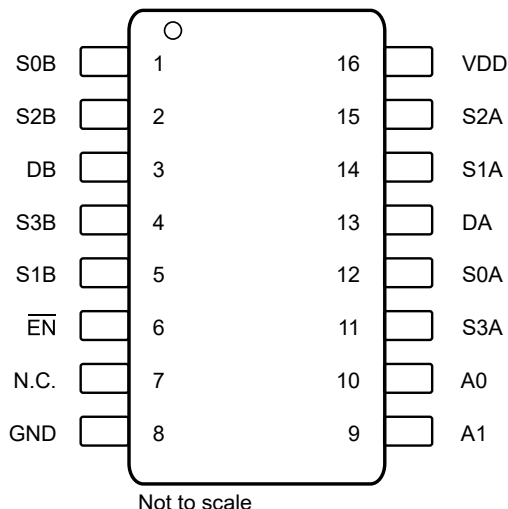 S0B 1 16 VDD
S2B 2 15 S2A
DB 3 14 S1A
S3B 4 13 DA
S1B 5 12 S0A
E̅N̅ 6 11 S3A
N.C. 7 10 A0
GND 8 9 A1
Not to scale